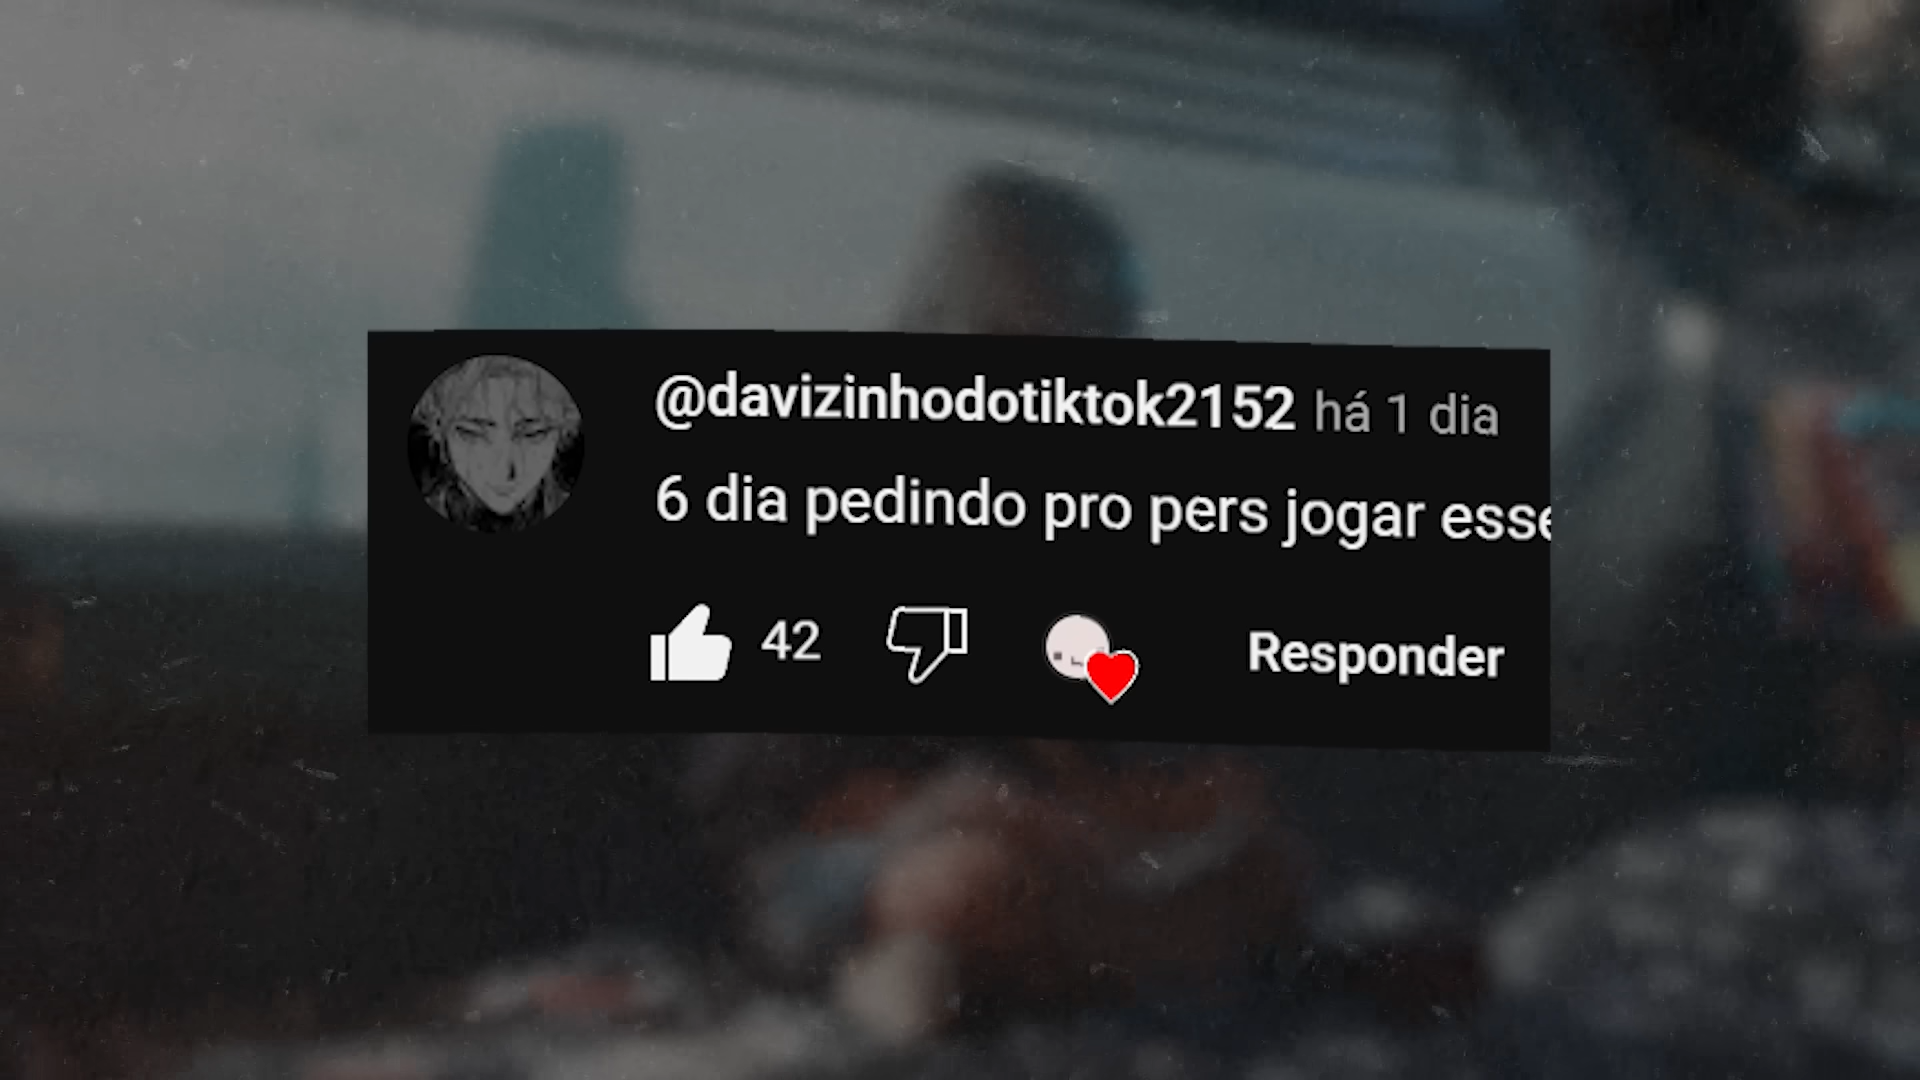 @davizinhodotiktok2152 há 1 dia
6 dia pedindo pro pers jogar esse
42
Responder